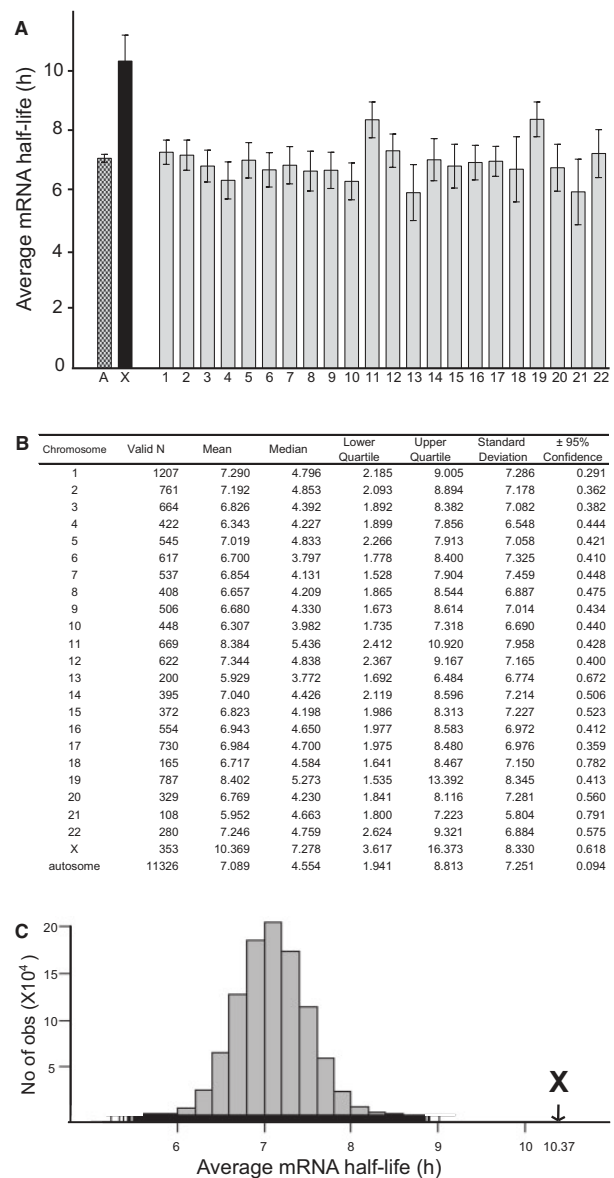 A
Average mRNA half-life (h)
10
8
6
4
2
0
A X 1 2 3 4 5 6 7 8 9 10 11 12 13 14 15 16 17 18 19 20 21 22
B
Chromosome Valid N Mean Median Lower Quartile Upper Quartile Standard Deviation ± 95% Confidence
1 1207 7.290 4.796 2.185 9.005 7.286 0.291
2 761 7.192 4.853 2.093 8.894 7.178 0.362
3 664 6.826 4.392 1.892 8.382 7.082 0.382
4 422 6.343 4.227 1.899 7.856 6.548 0.444
5 545 7.019 4.833 2.266 7.913 7.058 0.421
6 617 6.700 3.797 1.778 8.400 7.325 0.410
7 537 6.854 4.131 1.528 7.904 7.459 0.448
8 408 6.657 4.209 1.865 8.544 6.887 0.475
9 506 6.680 4.330 1.673 8.614 7.014 0.434
10 448 6.307 3.982 1.735 7.318 6.690 0.440
11 669 8.384 5.436 2.412 10.920 7.958 0.428
12 622 7.344 4.838 2.367 9.167 7.165 0.400
13 200 5.929 3.772 1.692 6.484 6.774 0.672
14 395 7.040 4.426 2.119 8.596 7.214 0.506
15 372 6.823 4.198 1.986 8.313 7.227 0.523
16 554 6.943 4.650 1.977 8.583 6.972 0.412
17 730 6.984 4.700 1.975 8.480 6.976 0.359
18 165 6.717 4.584 1.641 8.467 7.150 0.782
19 787 8.402 5.273 1.535 13.392 8.345 0.413
20 329 6.769 4.230 1.841 8.116 7.281 0.560
21 108 5.952 4.663 1.800 7.223 5.804 0.791
22 280 7.246 4.759 2.624 9.321 6.884 0.575
X 353 10.369 7.278 3.617 16.373 8.330 0.618
autosome 11326 7.089 4.554 1.941 8.813 7.251 0.094
C
No of obs (X10⁴)
20
15
10
5
X
6 7 8 9 10 10.37
Average mRNA half-life (h)